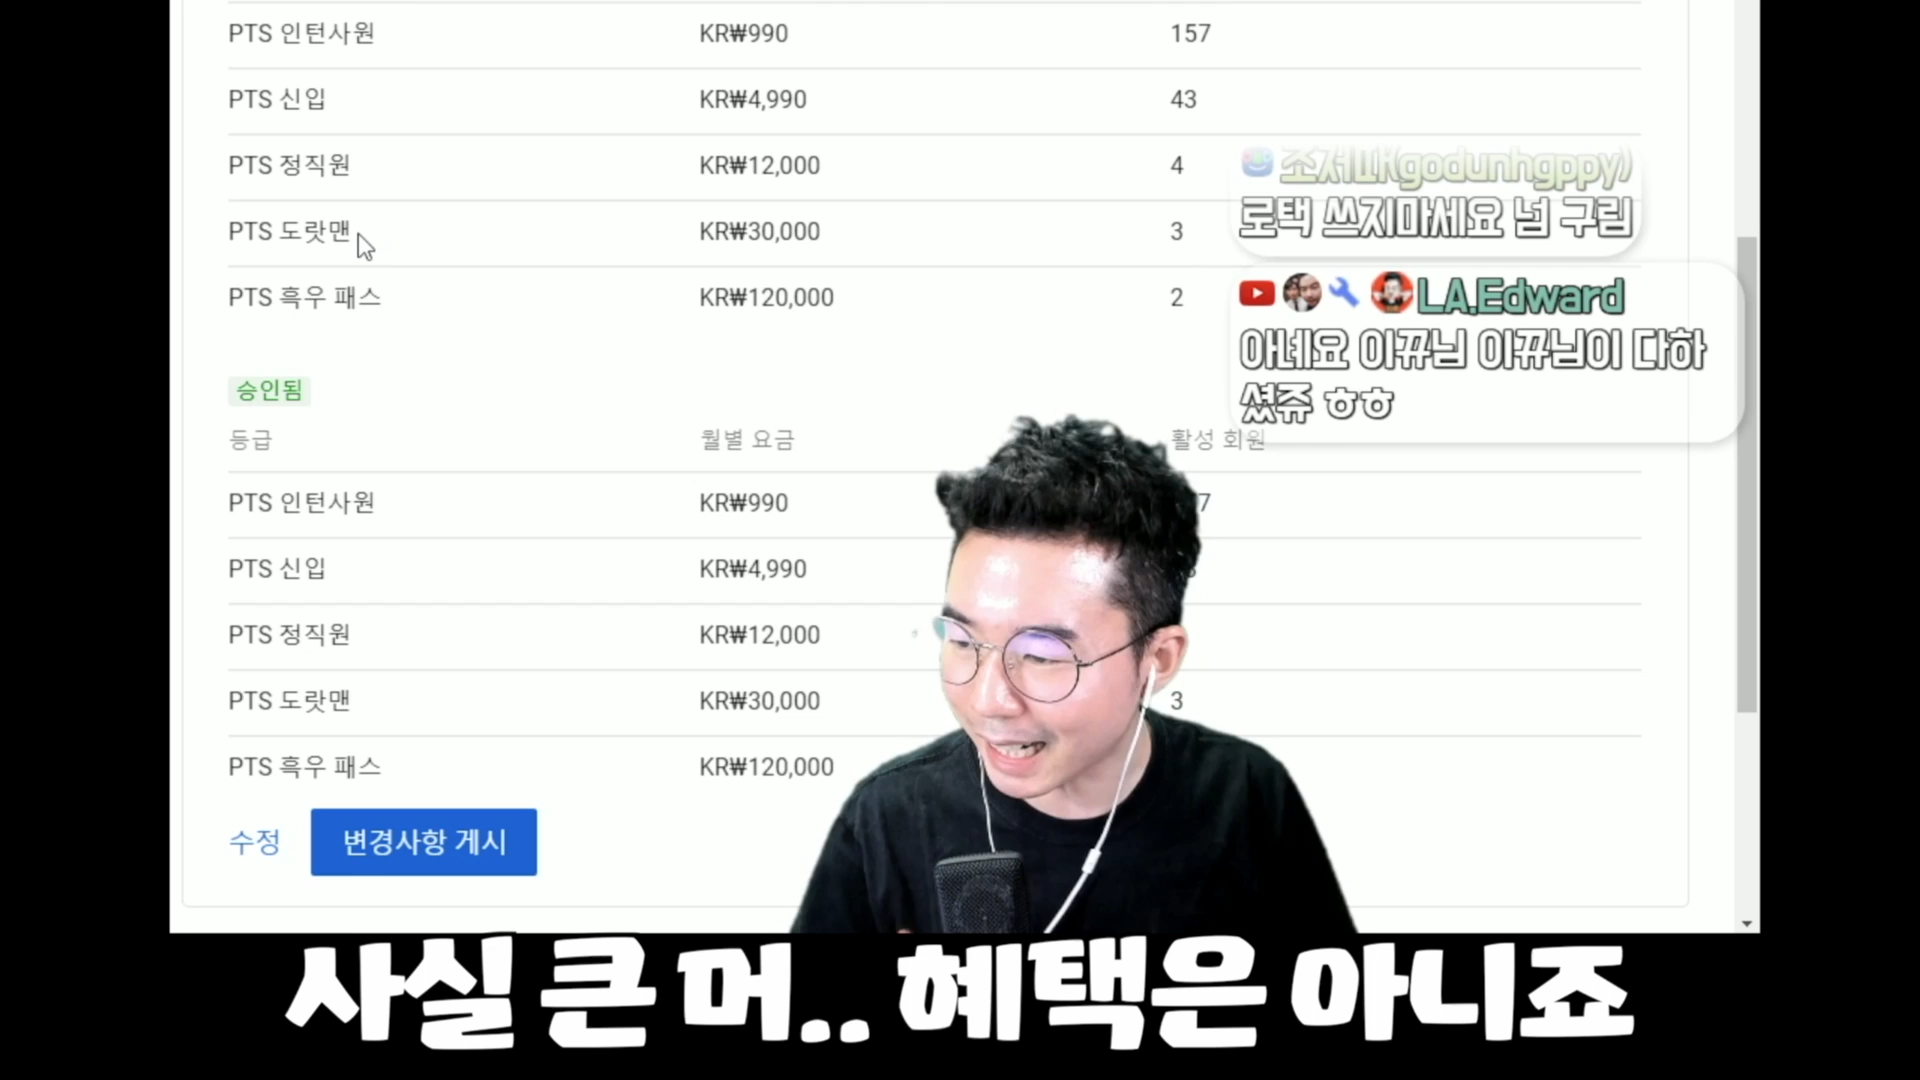 PTS 인턴사원 KR₩990 157
PTS 신입 KR₩4,990 43
PTS 정직원 KR₩12,000 4
PTS 도랏맨 KR₩30,000 3
PTS 흑우 패스 KR₩120,000 2
조져따(godunhgppy)
로택 쓰지마세요 넘 구림
LA.Edward
아녜요 이뀨님 이뀨님이 다하
셨쥬 ㅎㅎ
승인됨
등급 월별 요금 활성 회원
PTS 인턴사원 KR₩990 7
PTS 신입 KR₩4,990
PTS 정직원 KR₩12,000
PTS 도랏맨 KR₩30,000 3
PTS 흑우 패스 KR₩120,000
수정 변경사항 게시
사실 큰 머.. 혜택은 아니죠